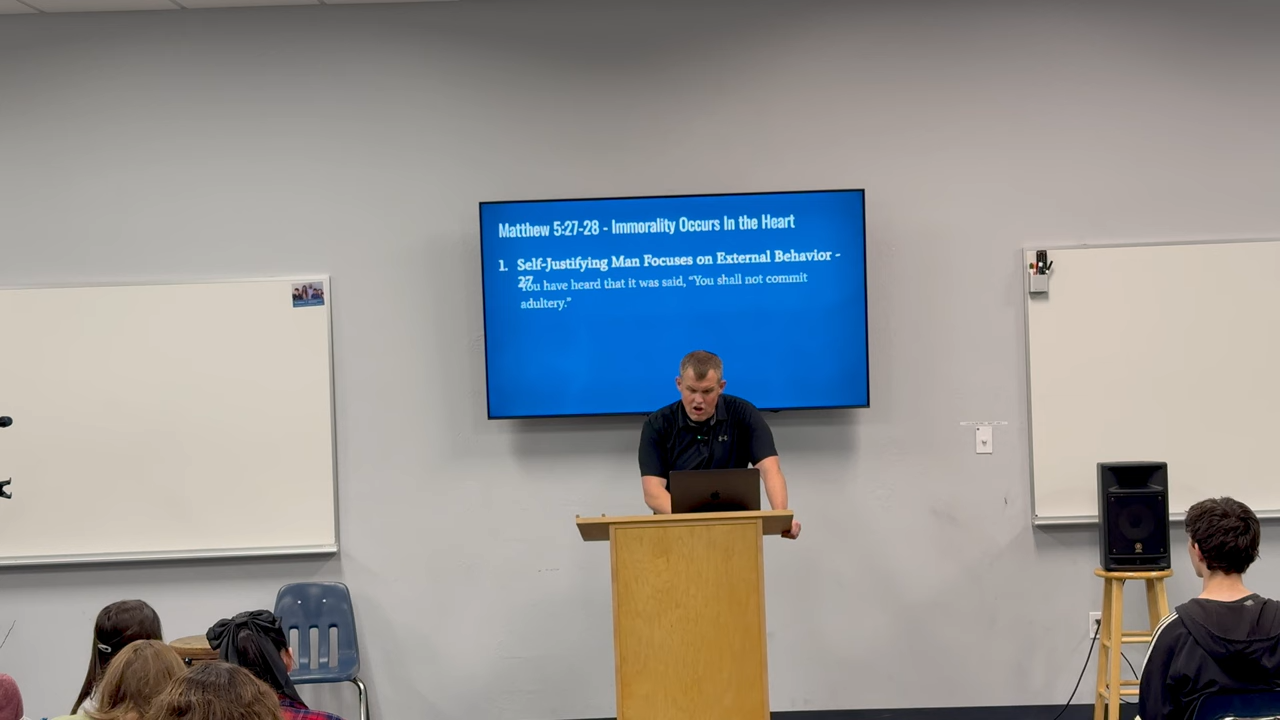 Matthew 5:27-28 - Immorality Occurs In the Heart
1. Self-Justifying Man Focuses on External Behavior -
27
You have heard that it was said, “You shall not commit
adultery.”